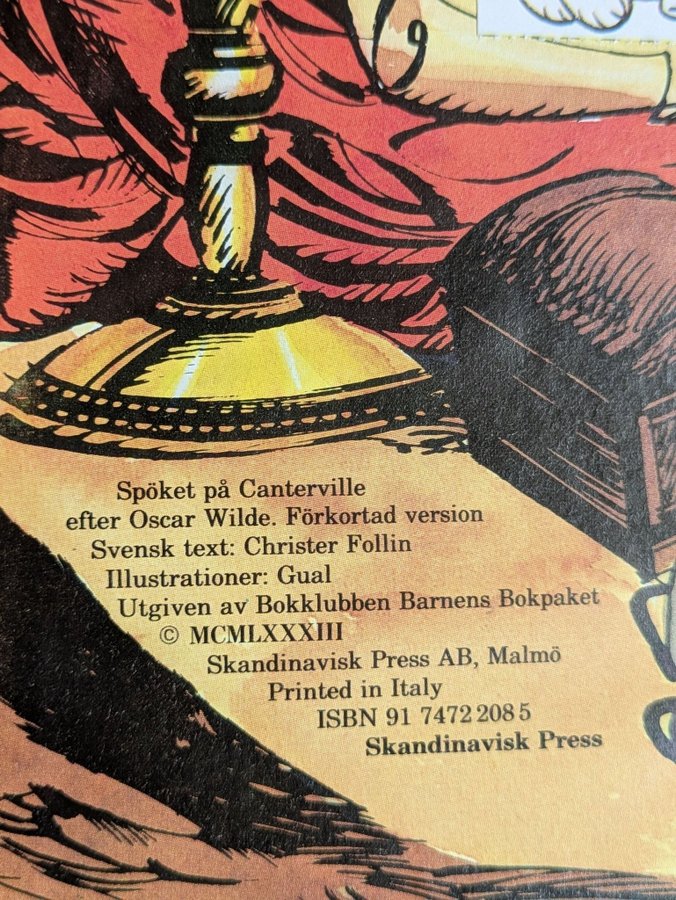 Spöket på Canterville
efter Oscar Wilde. Förkortad version
Svensk text: Christer Follin
Illustrationer: Gual
Utgiven av Bokklubben Barnens Bokpaket
© MCMLXXXIII
Skandinavisk Press AB, Malmö
Printed in Italy
ISBN 91 7472 208 5
Skandinavisk Press